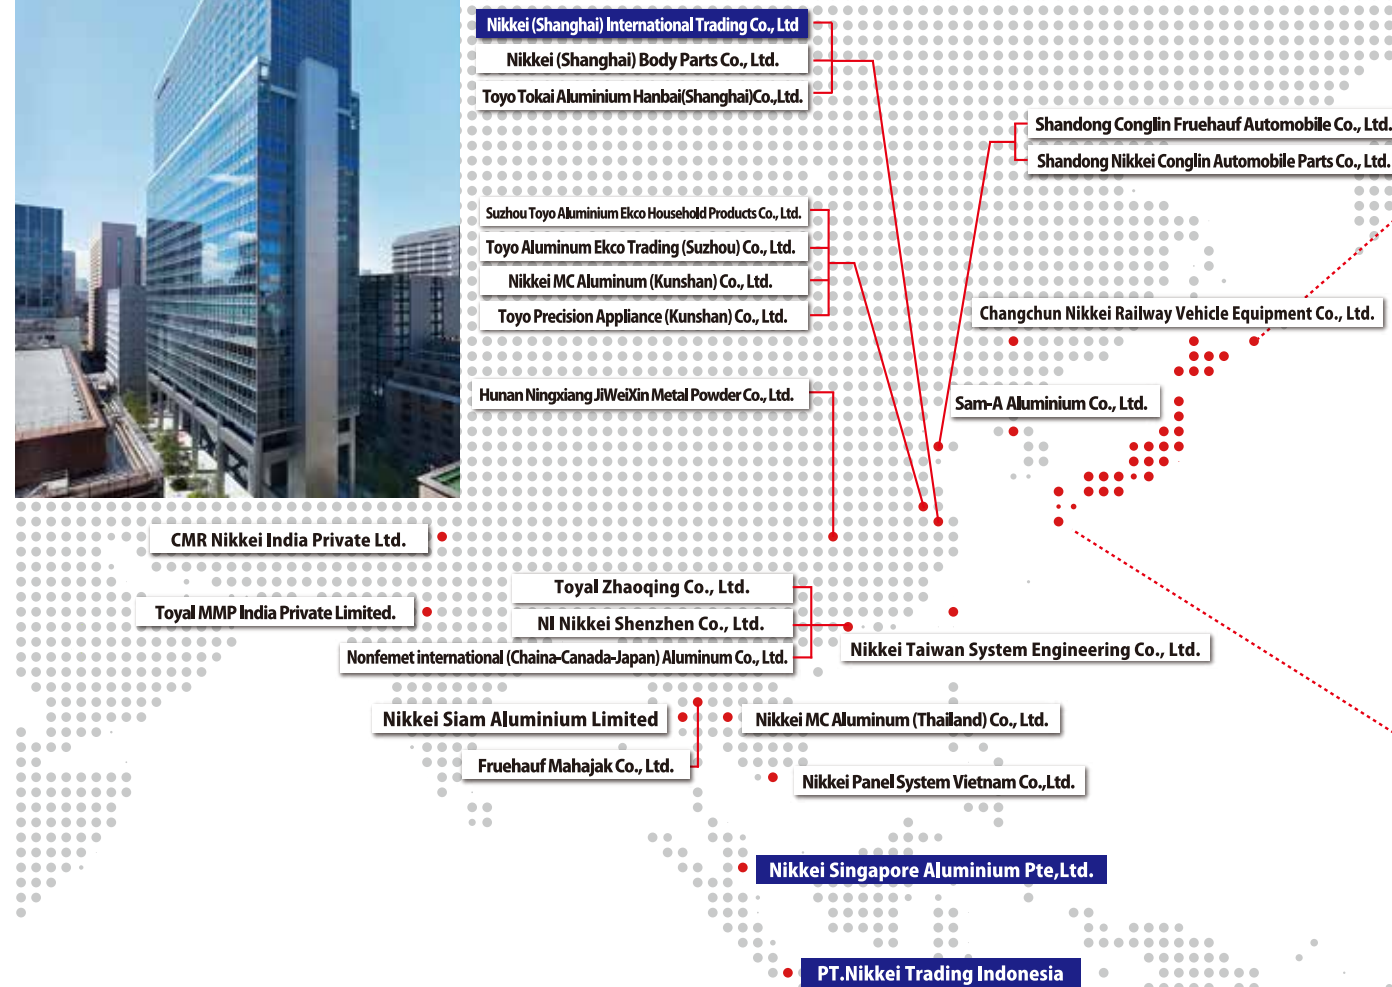 Nikkei (Shanghai) International Trading Co., Ltd
Nikkei (Shanghai) Body Parts Co., Ltd.
Toyo Tokai Aluminium Hanbai(Shanghai)Co.,Ltd.
Shandong Conglin Fruehauf Automobile Co., Ltd.
Shandong Nikkei Conglin Automobile Parts Co., Ltd.
Suzhou Toyo Aluminium Ekco Household Products Co., Ltd.
Toyo Aluminum Ekco Trading (Suzhou) Co., Ltd.
Nikkei MC Aluminum (Kunshan) Co., Ltd.
Toyo Precision Appliance (Kunshan) Co., Ltd.
Changchun Nikkei Railway Vehicle Equipment Co., Ltd.
Hunan Ningxiang JiWeiXin Metal Powder Co., Ltd.
Sam-A Aluminium Co., Ltd.
CMR Nikkei India Private Ltd.
Toyal Zhaoqing Co., Ltd.
Toyal MMP India Private Limited.
NI Nikkei Shenzhen Co., Ltd.
Nonfemet international (Chaina-Canada-Japan) Aluminum Co., Ltd.
Nikkei Taiwan System Engineering Co., Ltd.
Nikkei Siam Aluminium Limited
Nikkei MC Aluminum (Thailand) Co., Ltd.
Fruehauf Mahajak Co., Ltd.
Nikkei Panel System Vietnam Co.,Ltd.
Nikkei Singapore Aluminium Pte,Ltd.
PT.Nikkei Trading Indonesia